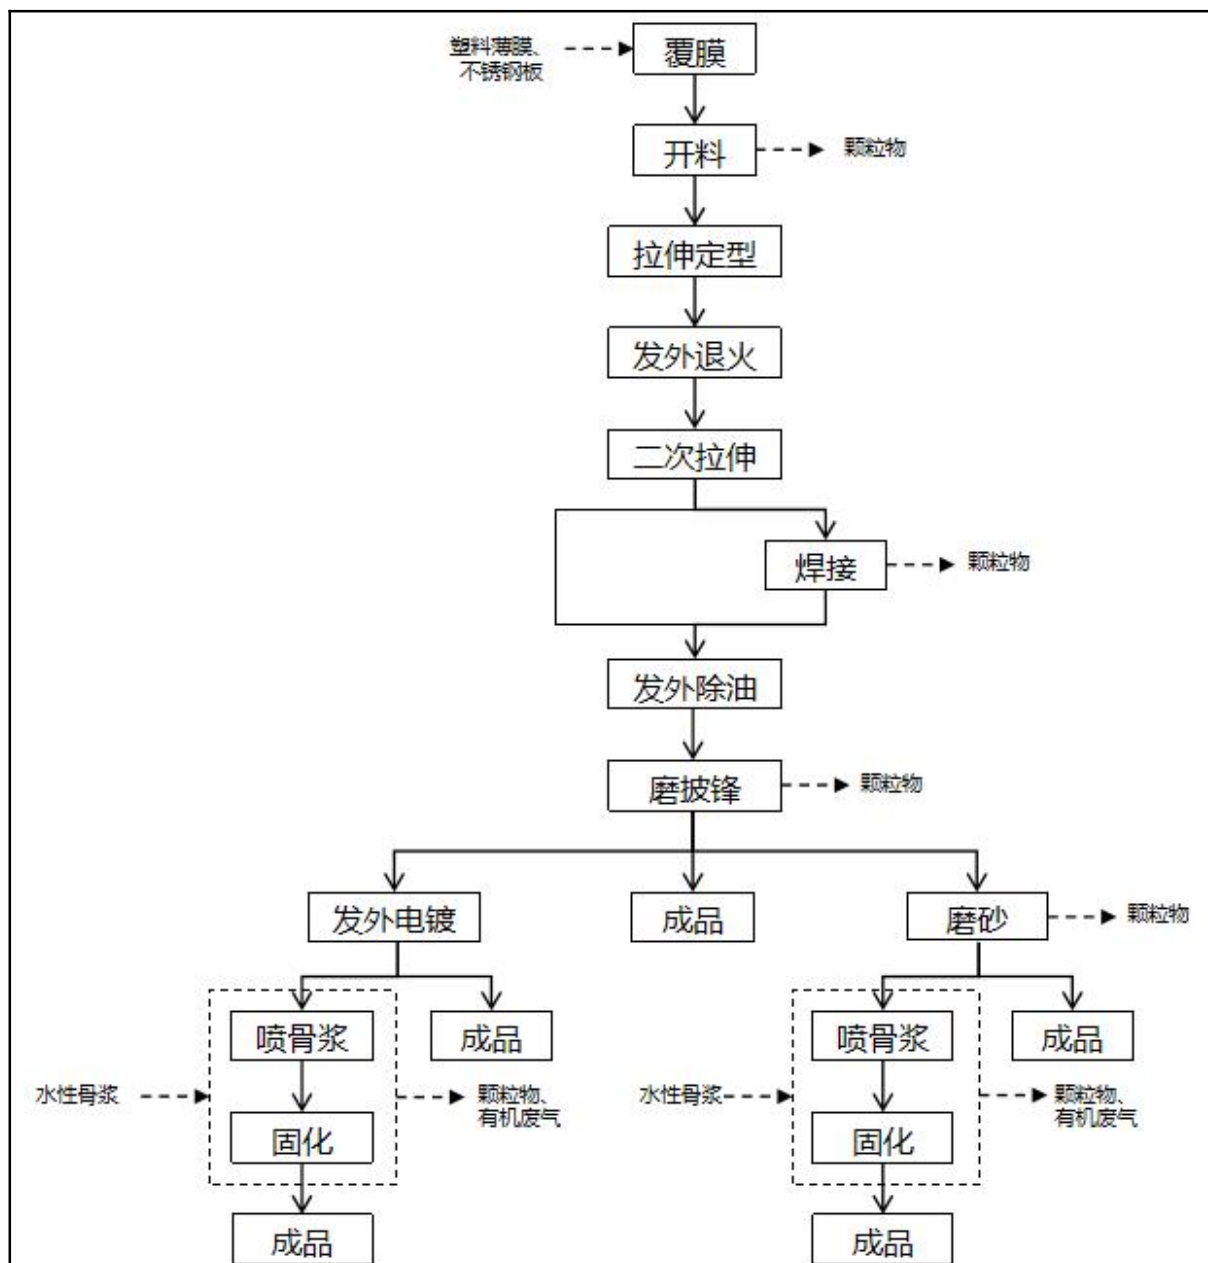 塑料薄膜、
不锈钢板
覆膜
开料
颗粒物
拉伸定型
发外退火
二次拉伸
焊接
颗粒物
发外除油
磨披锋
颗粒物
发外电镀
成品
磨砂
颗粒物
喷骨浆
成品
喷骨浆
成品
水性骨浆
颗粒物、
有机废气
水性骨浆
颗粒物、
有机废气
固化
固化
成品
成品